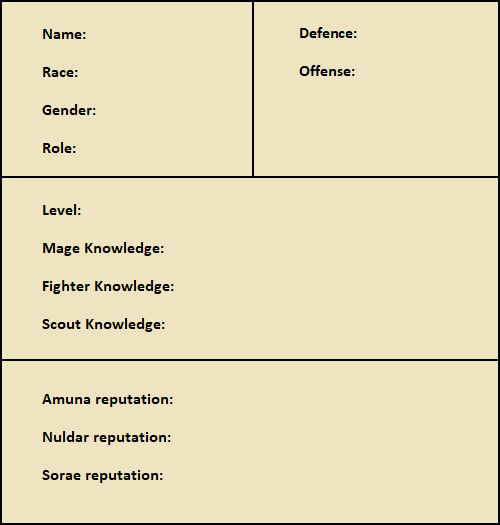 Name:
Race:
Gender:
Role:
Defence:
Offense:
Level:
Mage Knowledge:
Fighter Knowledge:
Scout Knowledge:
Amuna reputation:
Nuldar reputation:
Sorae reputation: